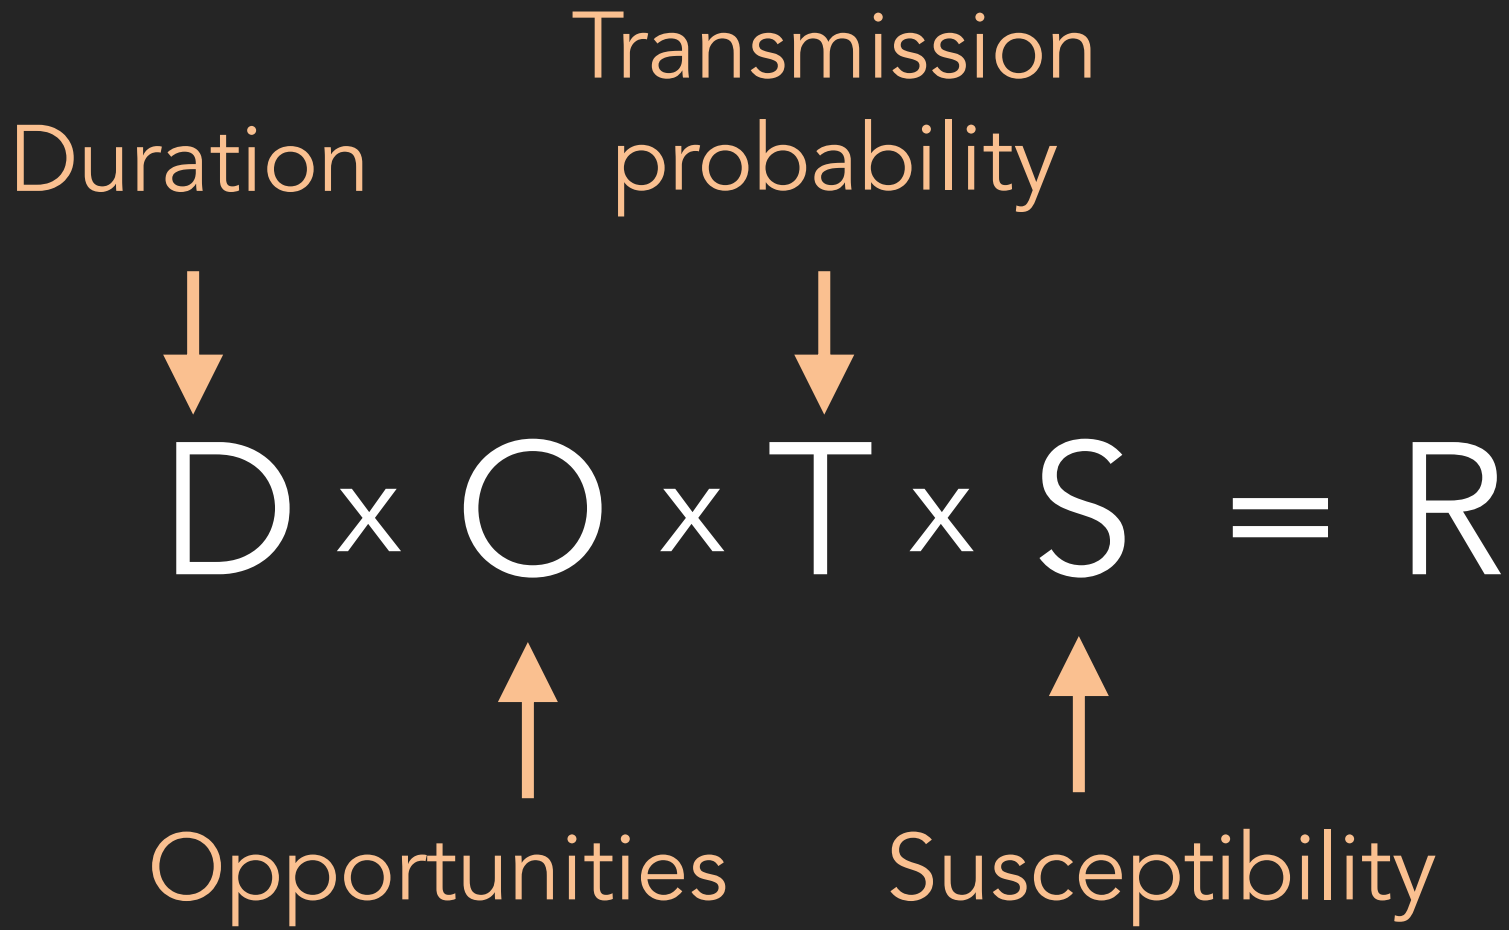 Transmission
probability
Duration
D x O x T x S = R
Opportunities
Susceptibility